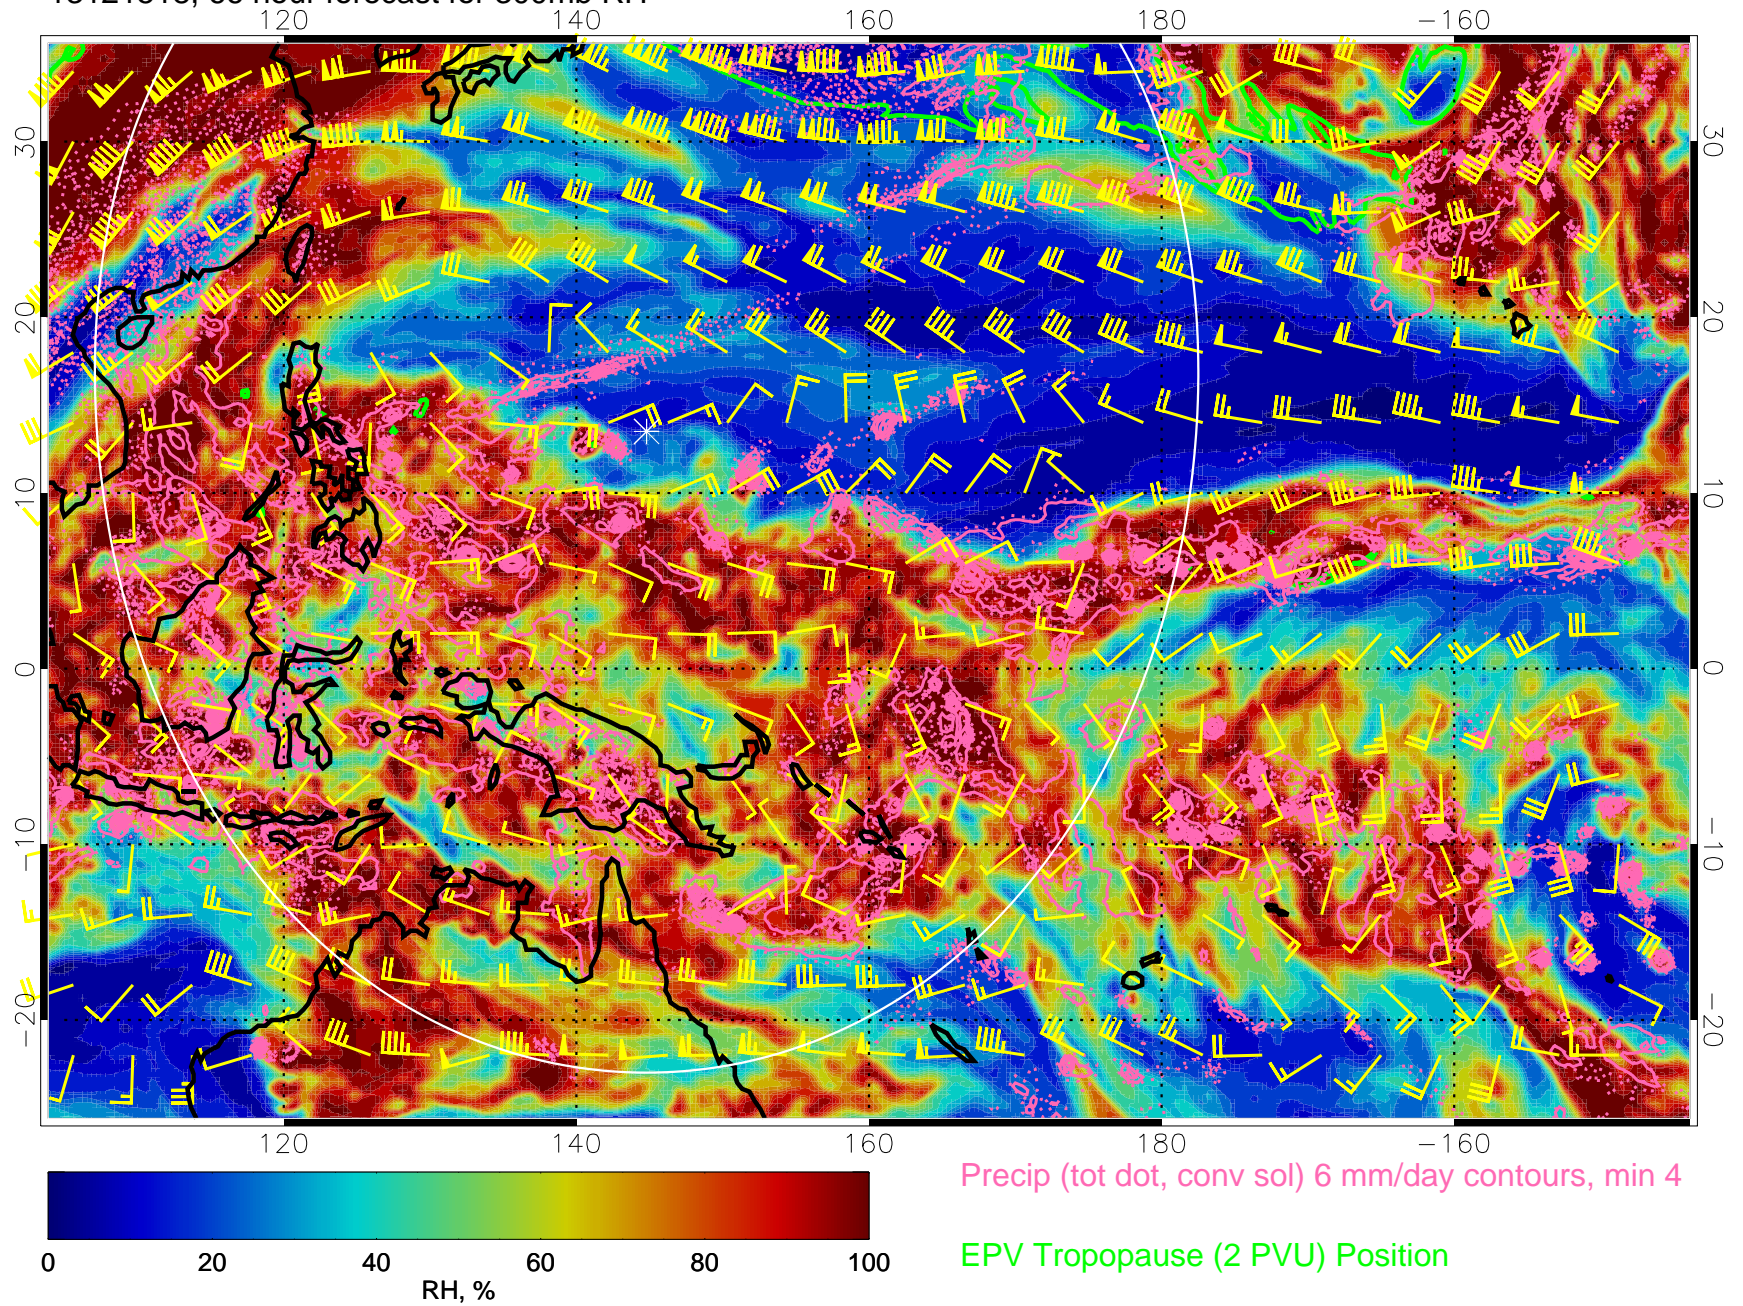 120 140 160 180 −160
30 30
20 20
10 10
0 0
−10 −10
−20 −20
120 140 160 180 −160
Precip (tot dot, conv sol) 6 mm/day contours, min 4
EPV Tropopause (2 PVU) Position
0 20 40 60 80 100
RH, %